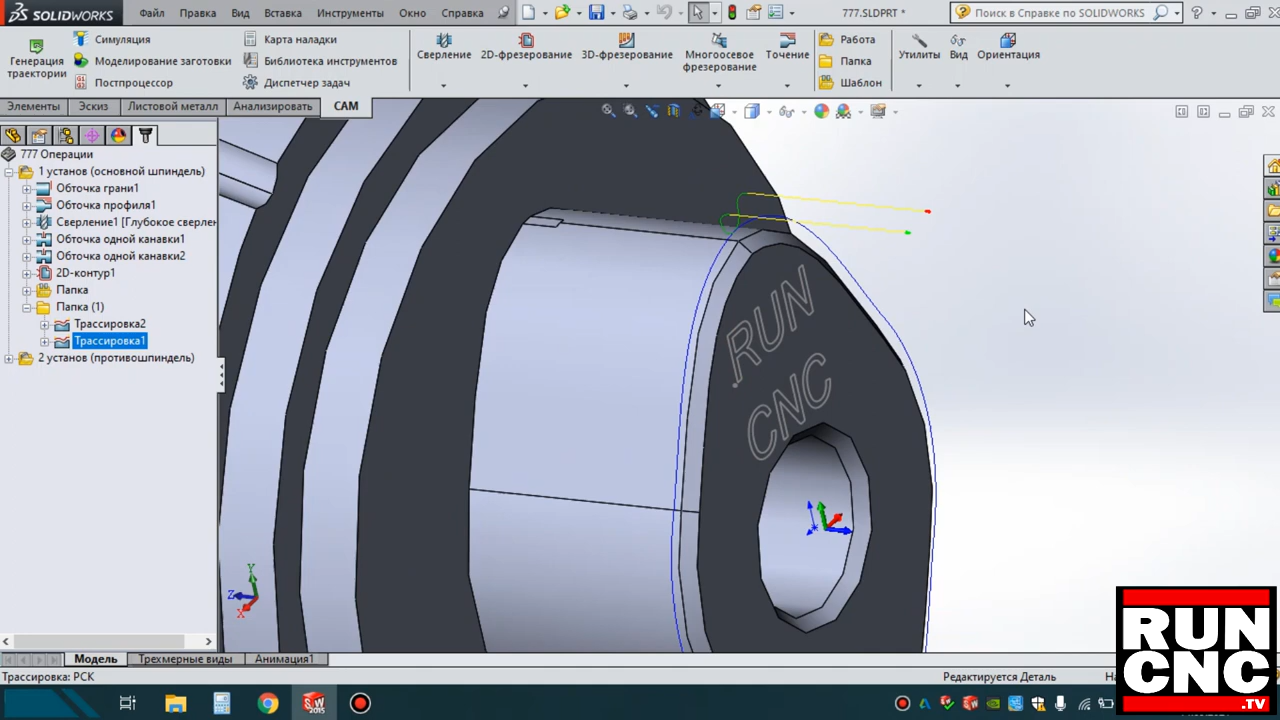 SOLIDWORKS
Файл Правка Вид Вставка Инструменты Окно Справка
777.SLDPRT *
Поиск в Справке по SOLIDWORKS
Генерация траектории
Симуляция
Моделирование заготовки
Постпроцессор
Карта наладки
Библиотека инструментов
Диспетчер задач
Сверление
2D-фрезерование
3D-фрезерование
Многоосевое фрезерование
Точение
Работа
Папка
Шаблон
Утилиты
Вид
Ориентация
Элементы Эскиз Листовой металл Анализировать CAM
777 Операции
1 установ (основной шпиндель)
Обточка грани1
Обточка профиля1
Сверление1 [Глубокое сверлен
Обточка одной канавки1
Обточка одной канавки2
2D-контур1
Папка
Папка (1)
Трассировка2
Трассировка1
2 установ (противошпиндель)
.RUN
CNC
Y
Z
X
Модель Трехмерные виды Анимация1
Трассировка: РСК
Редактируется Деталь
RUN
CNC
.TV